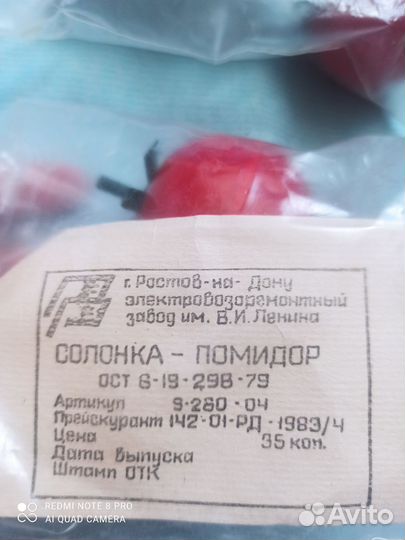 г. Ростов-на-Дону
электровозоремонтный
завод им. В.И. Ленина
СОЛОНКА - ПОМИДОР
ОСТ 6-19-298-79
Артикул 9-280-04
Прейскурант 142-01-РД-1983/4
Цена 35 коп.
Дата выпуска
Штамп ОТК
REDMI NOTE 8 PRO
AI QUAD CAMERA
Avito